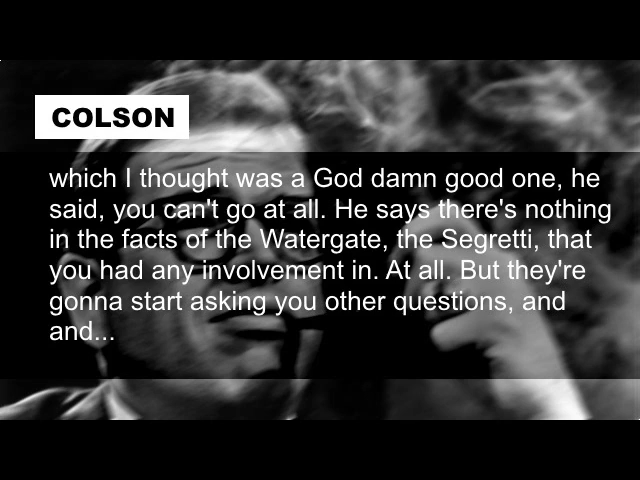 COLSON
which I thought was a God damn good one, he
said, you can't go at all. He says there's nothing
in the facts of the Watergate, the Segretti, that
you had any involvement in. At all. But they're
gonna start asking you other questions, and
and...